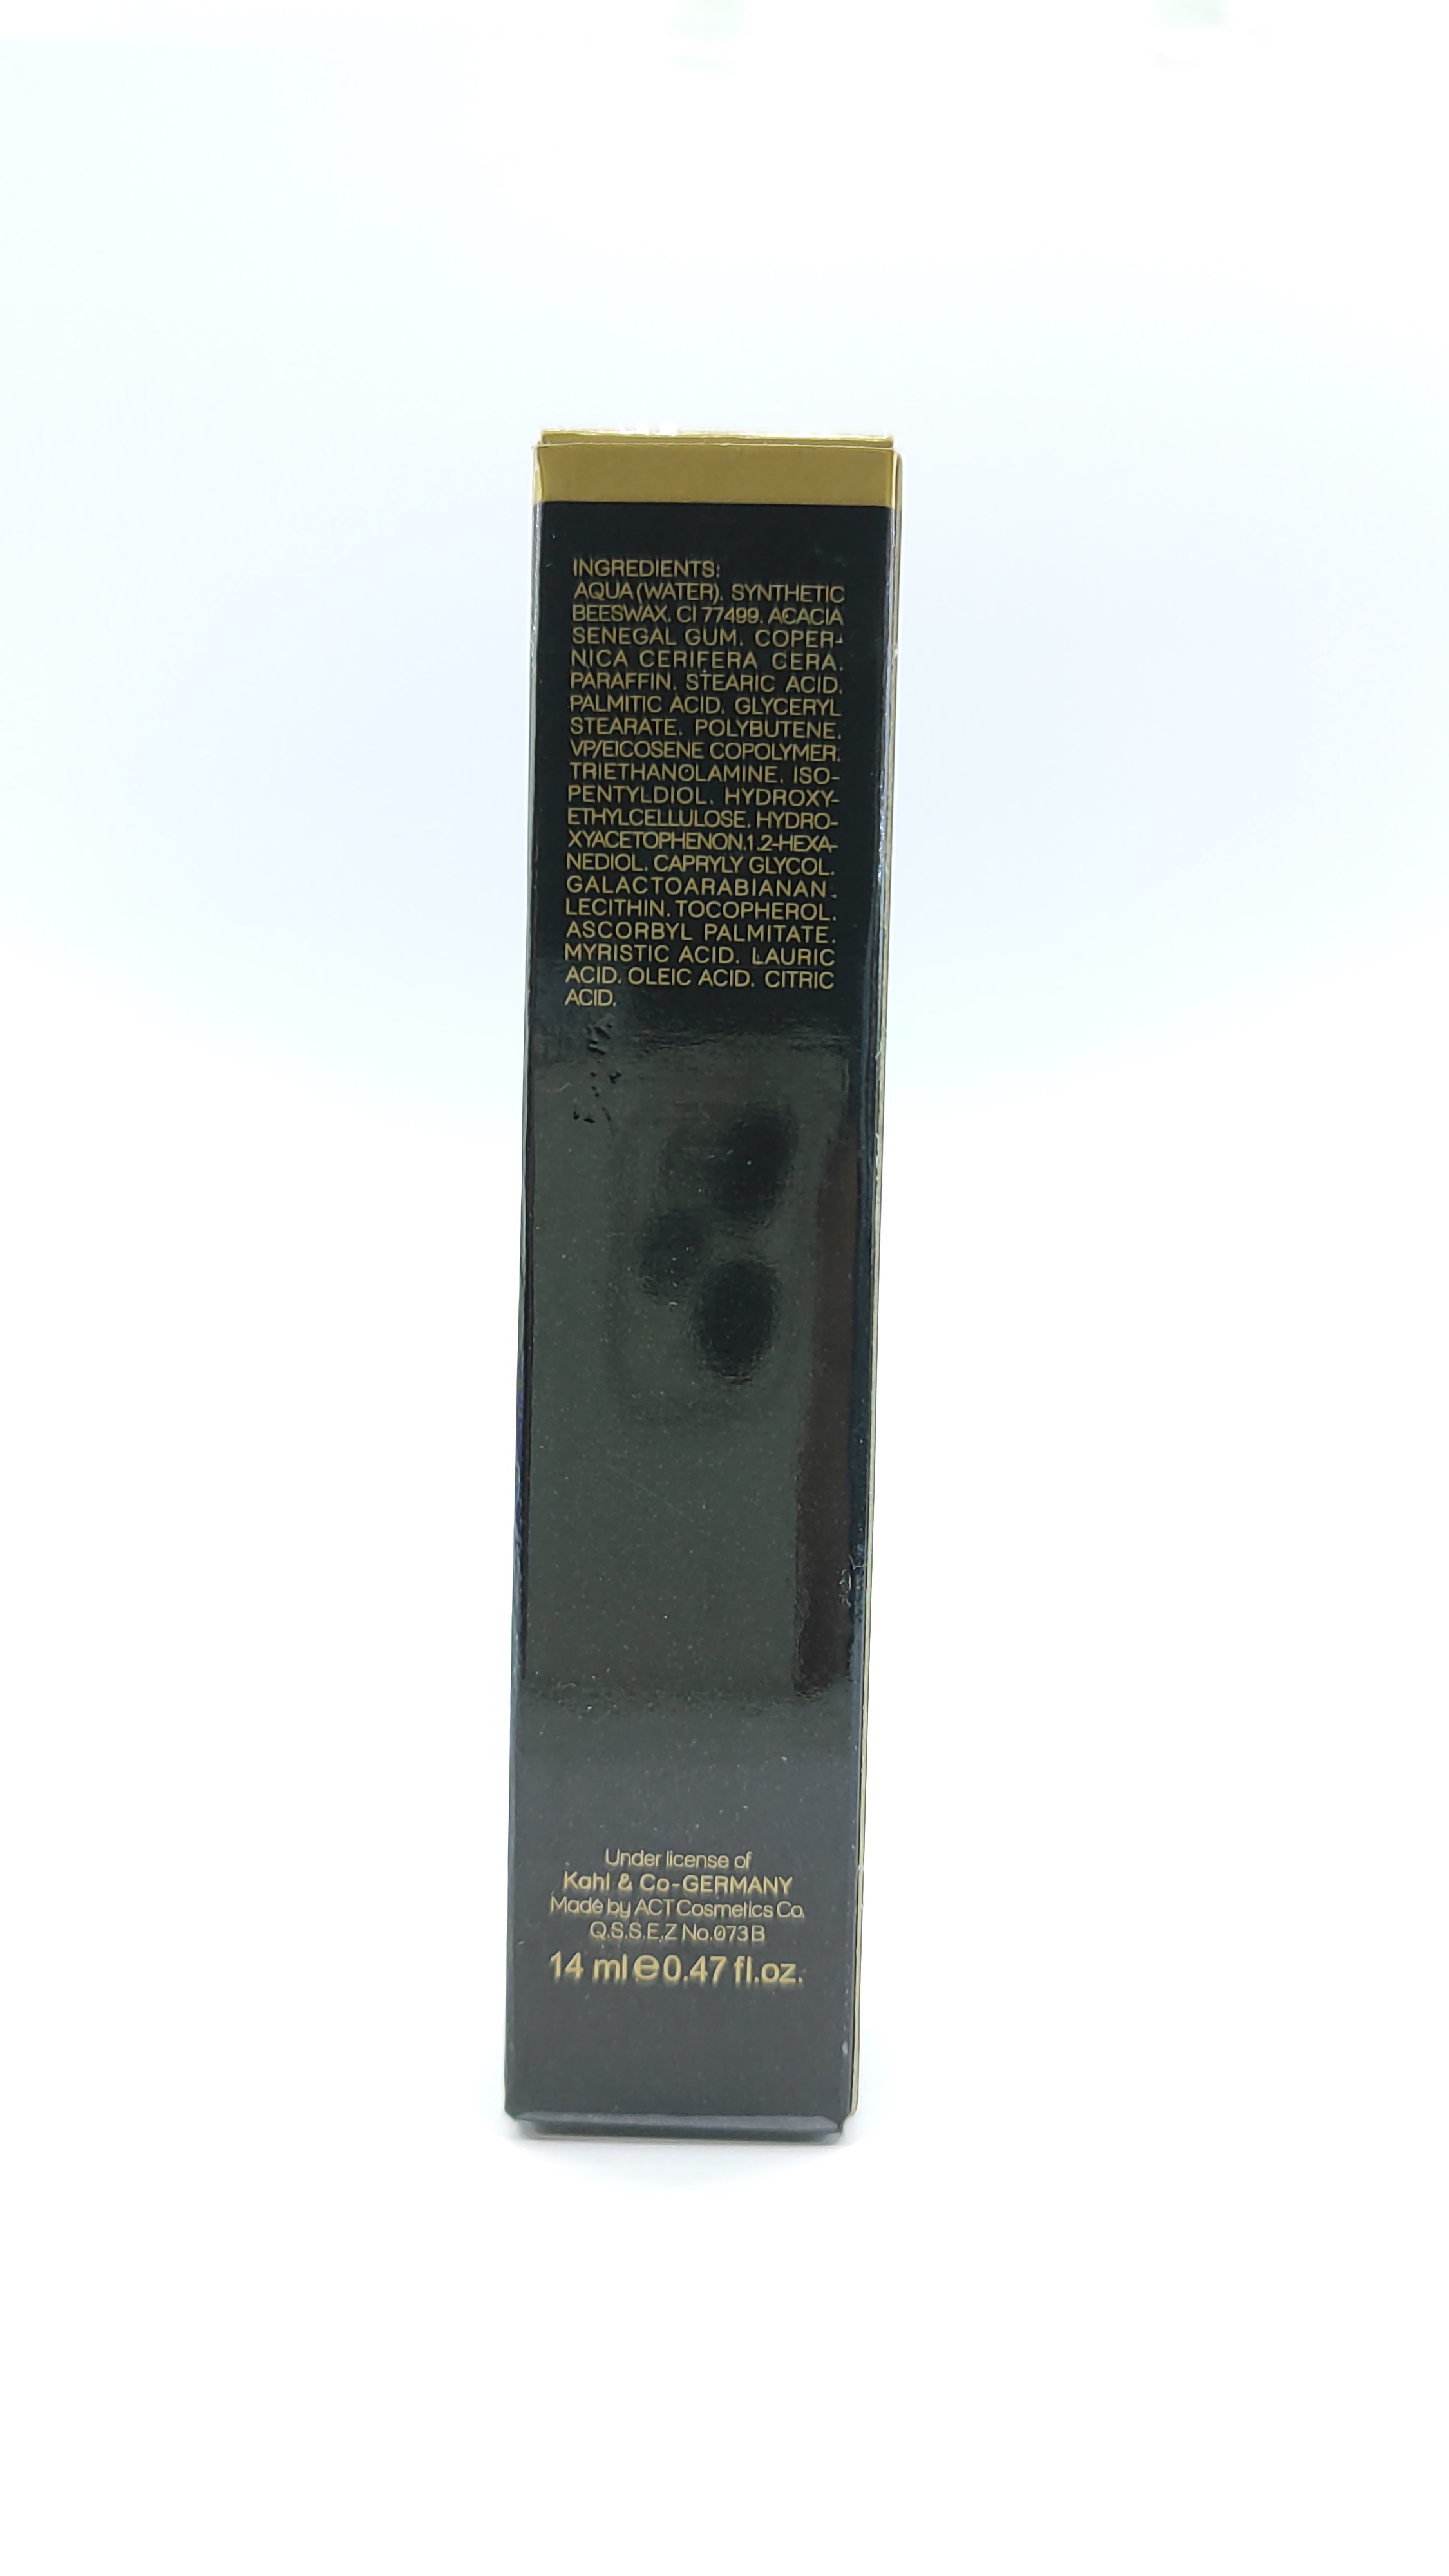 INGREDIENTS:
AQUA (WATER). SYNTHETIC
BEESWAX. CI 77499. ACACIA
SENEGAL GUM. COPER-
NICA CERIFERA CERA.
PARAFFIN. STEARIC ACID.
PALMITIC ACID. GLYCERYL
STEARATE. POLYBUTENE.
VP/EICOSENE COPOLYMER.
TRIETHANOLAMINE. ISO-
PENTYLDIOL. HYDROXY-
ETHYLCELLULOSE. HYDRO-
XYACETOPHENON.1.2-HEXA-
NEDIOL. CAPRYLY GLYCOL.
GALACTOARABIANAN.
LECITHIN. TOCOPHEROL.
ASCORBYL PALMITATE.
MYRISTIC ACID. LAURIC
ACID. OLEIC ACID. CITRIC
ACID.
Under license of
Kahl & Co-GERMANY
Made by ACT Cosmetics Co.
Q.S.S.E.Z No.073B
14 ml ℮ 0.47 fl.oz.